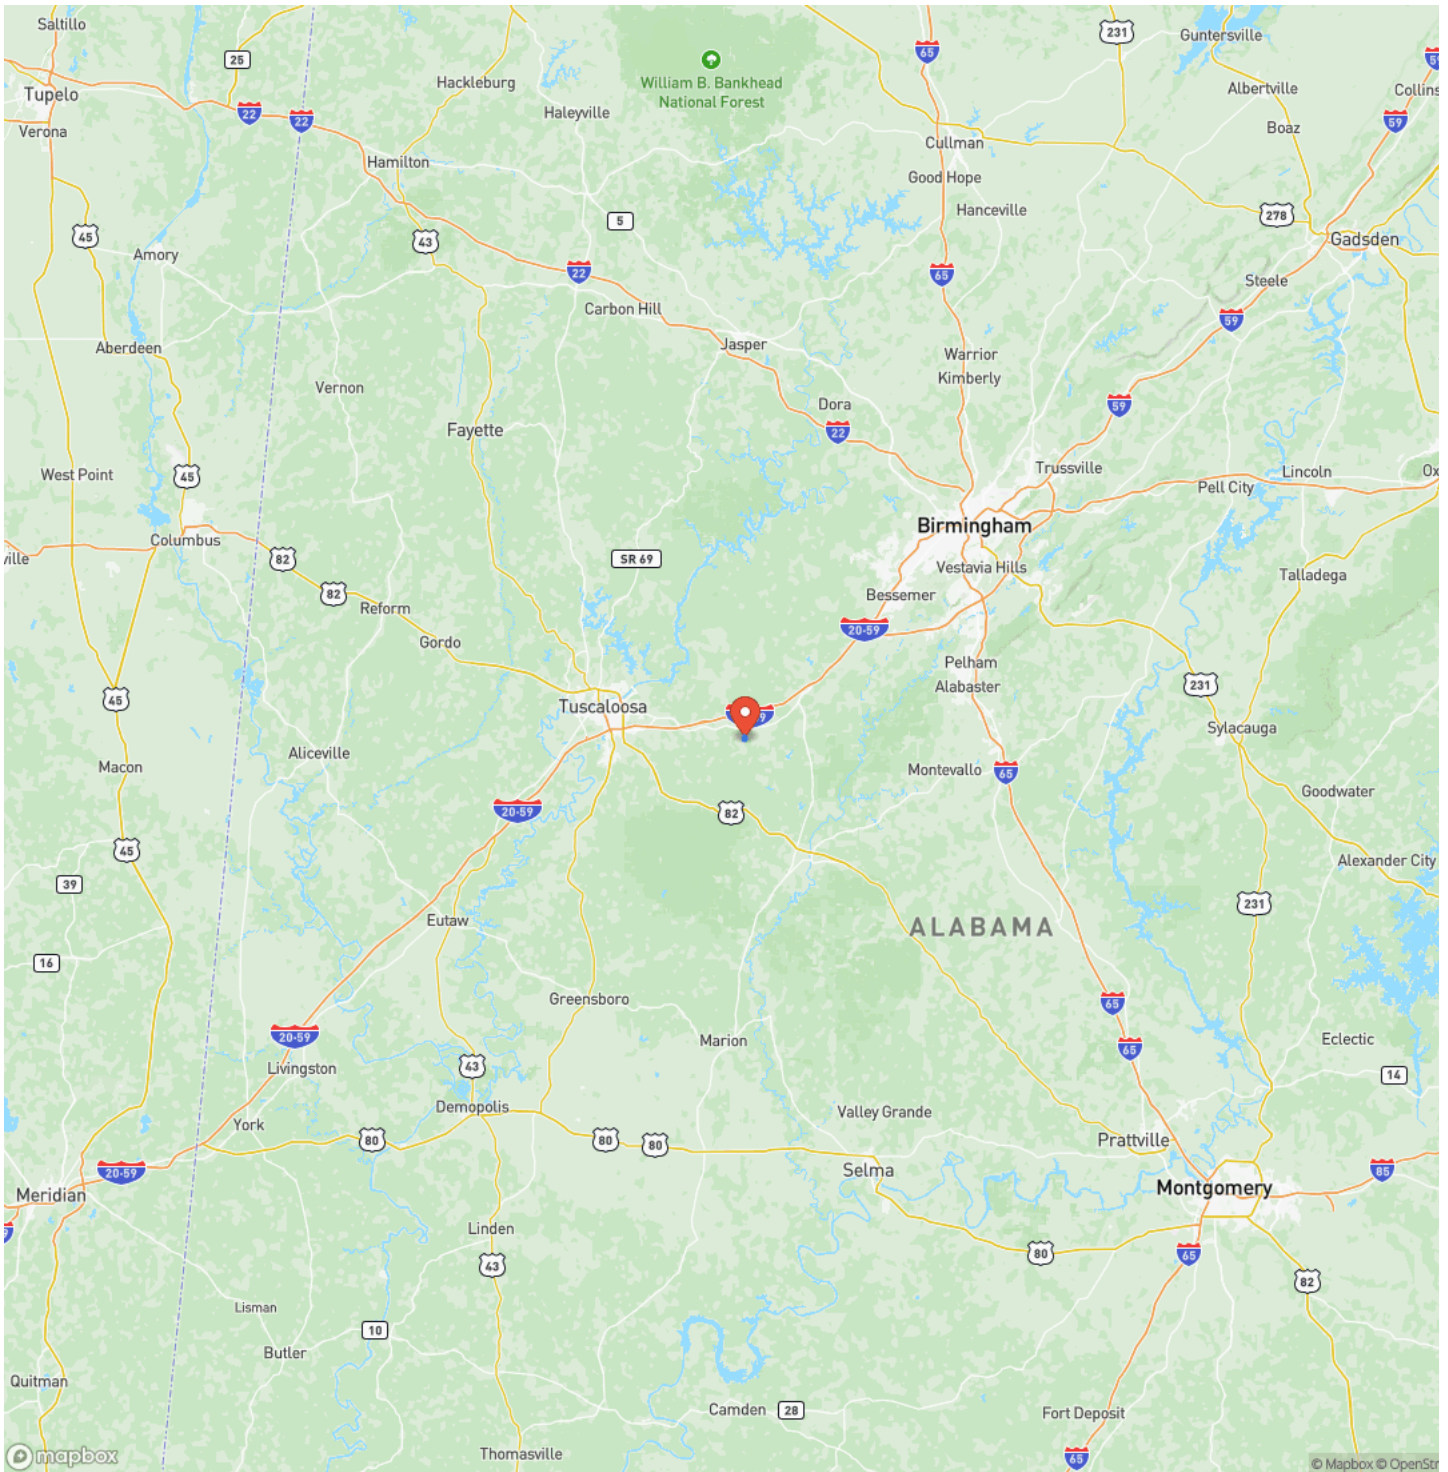 Saltillo
231
Guntersville
65
59
25
Hackleburg
William B. Bankhead
National Forest
Tupelo
Albertville
Collins
22
22
Haleyville
59
Verona
Boaz
Cullman
Hamilton
Good Hope
Hanceville
278
5
45
43
Gadsden
Amory
22
65
Steele
Carbon Hill
59
Aberdeen
Jasper
Warrior
Kimberly
Vernon
Dora
59
Fayette
22
Trussville
West Point
45
Lincoln
Ox
Pell City
Birmingham
Columbus
ville
82
SR 69
Vestavia Hills
Talladega
82
Bessemer
Reform
20-59
Gordo
Pelham
Alabaster
231
45
Tuscaloosa
9
Sylacauga
Aliceville
Macon
Montevallo
65
Goodwater
20-59
82
45
Alexander City
39
231
Eutaw
ALABAMA
16
Greensboro
65
20-59
Marion
Eclectic
65
Livingston
43
14
Demopolis
Valley Grande
York
80
80
80
Prattville
20-59
Selma
85
Meridian
Montgomery
5
Linden
80
65
43
82
Lisman
10
Butler
Quitman
Camden
28
Fort Deposit
Thomasville
65
mapbox
© Mapbox © OpenStr